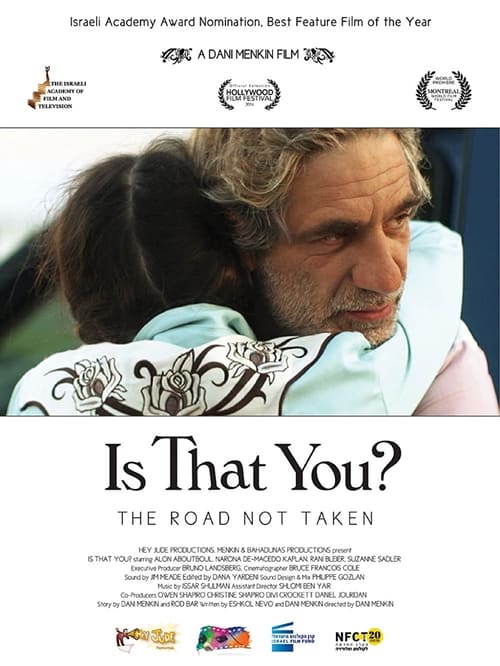 Israeli Academy Award Nomination, Best Feature Film of the Year
A DANI MENKIN FILM
THE ISRAELI
ACADEMY OF
FILM AND
TELEVISION
Official Selection
HOLLYWOOD
FILM FESTIVAL
2014
WORLD
PREMIERE
MONTREAL
WORLD FILM
FESTIVAL
Is That You?
THE ROAD NOT TAKEN
HEY JUDE PRODUCTIONS, MENKIN & BAHADUNAS PRODUCTIONS present
IS THAT YOU? starring ALON ABOUTBOUL, NARONA DE-MACEDO KAPLAN, RANI BLEIER, SUZANNE SADLER
Executive Producer BRUNO LANDSBERG, Cinematographer BRUCE FRANCOIS COLE
Sound by JIM MEADE Edited by DANA YARDENI Sound Design & Mix PHILIPPE GOZLAN
Music by ISSAR SHULMAN Assistant Director SHLOMI BEN YAR
Co-Producers OWEN SHAPIRO CHRISTINE SHAPIRO DIVI CROCKETT DANIEL JOURDAN
Story by DANI MENKIN and ROD BAR Written by ESHKOL NEVO and DANI MENKIN directed by DANI MENKIN
ISRAEL FILM FUND
NFCT20